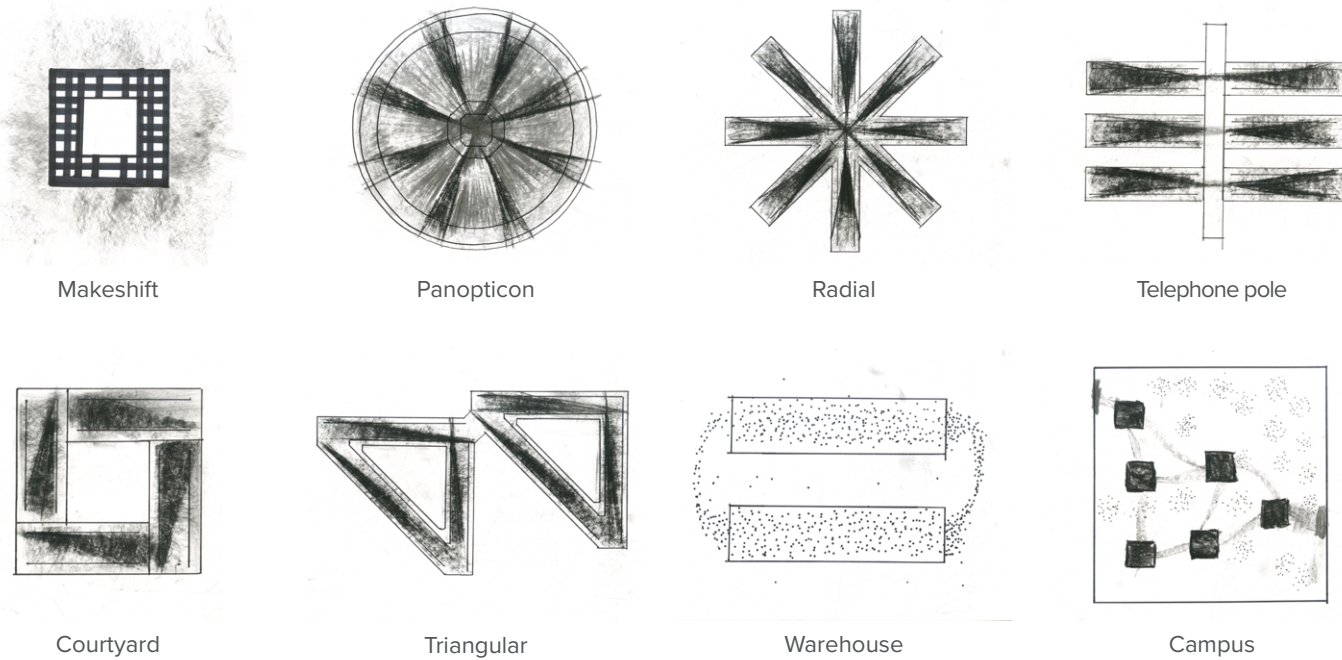 Makeshift
Panopticon
Radial
Telephone pole
Courtyard
Triangular
Warehouse
Campus